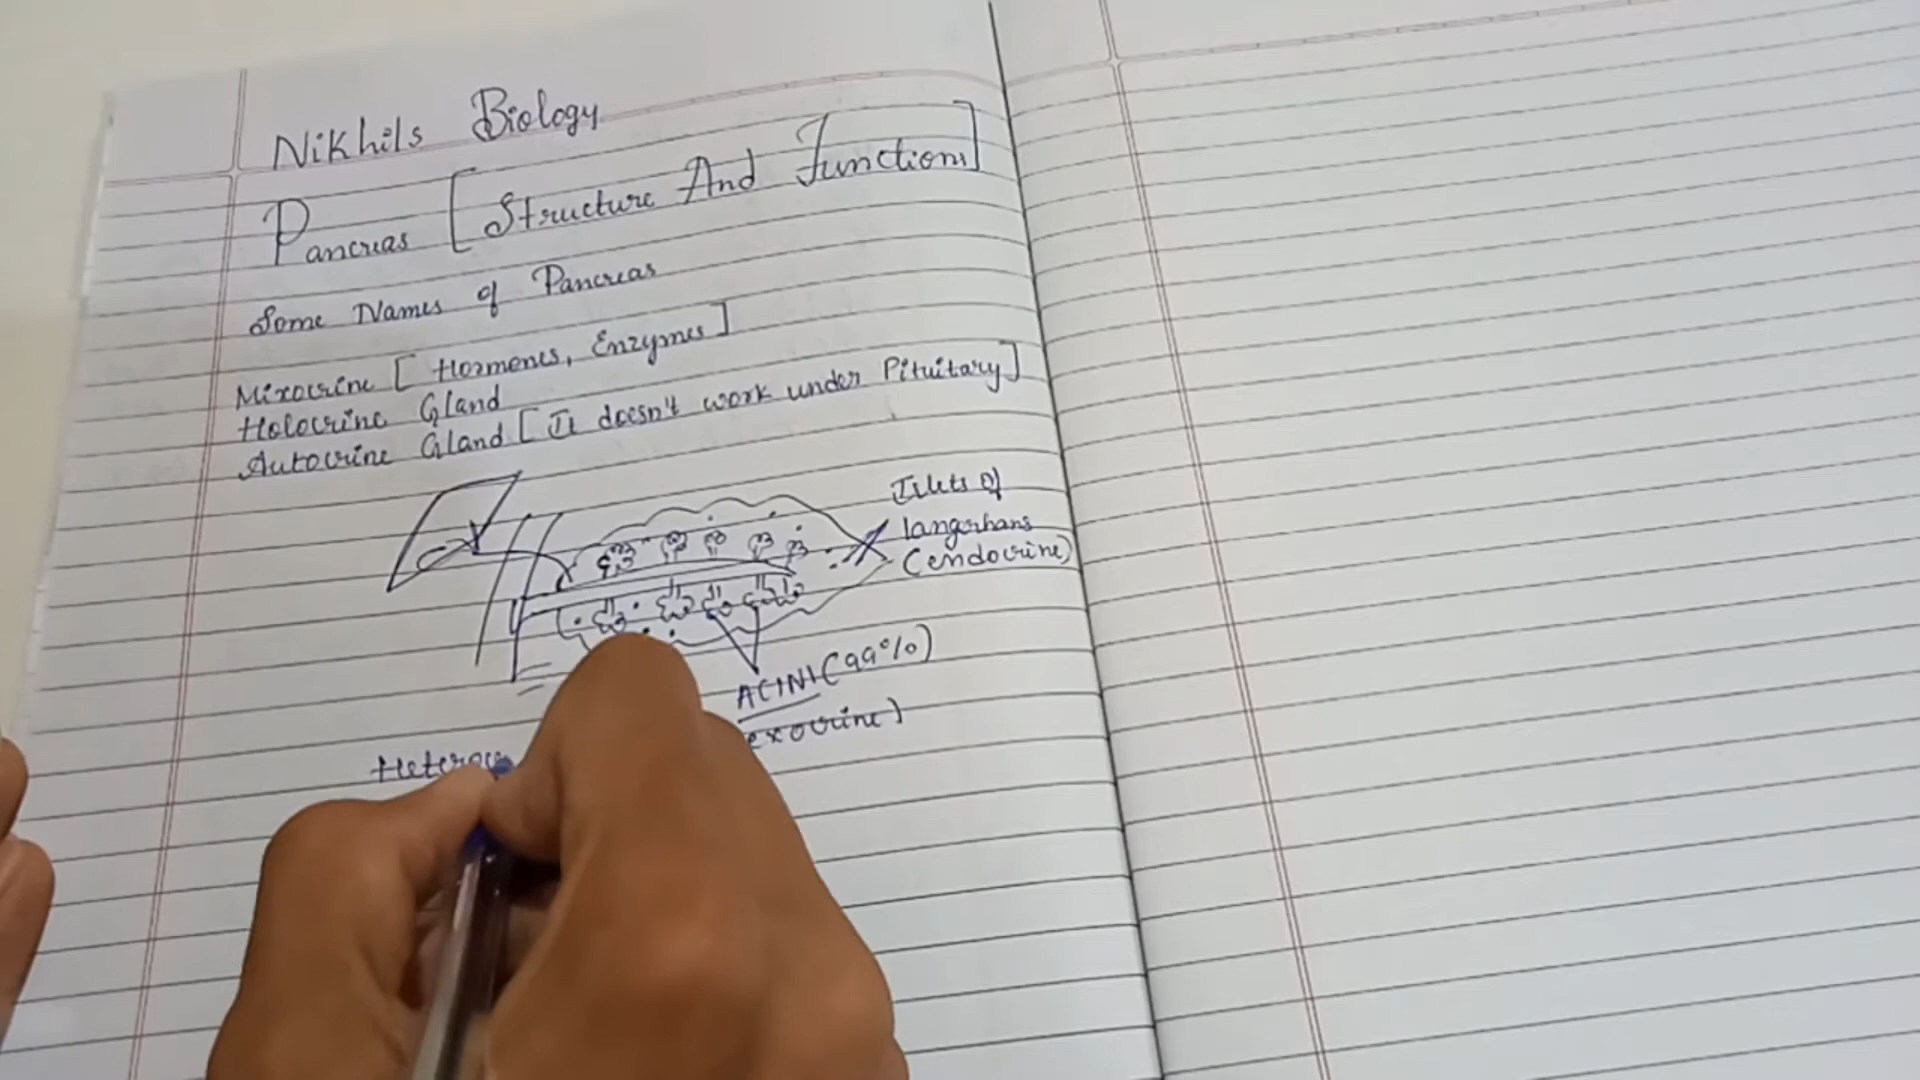 Nikhils Biology
Pancreas [Structure And Function]
Some Names of Pancreas
Mixocrine [Hormones, Enzymes]
Holocrine Gland
Autocrine Gland [It doesn't work under Pituitary]
Islets of
langerhans
(endocrine)
ACINI (99%)
exocrine)